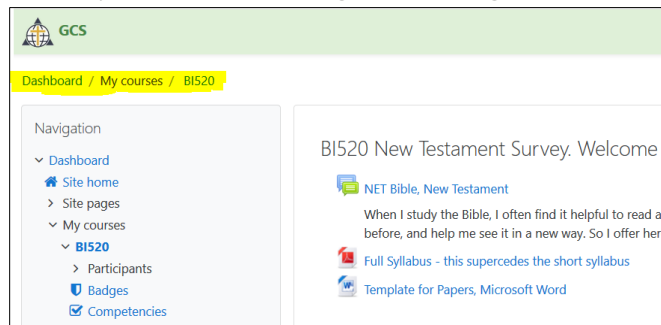 GCS
Dashboard / My courses / BI520
Navigation
Dashboard
Site home
Site pages
My courses
BI520
Participants
Badges
Competencies
BI520 New Testament Survey. Welcome
NET Bible, New Testament
When I study the Bible, I often find it helpful to read a
before, and help me see it in a new way. So I offer her
Full Syllabus - this supercedes the short syllabus
Template for Papers, Microsoft Word